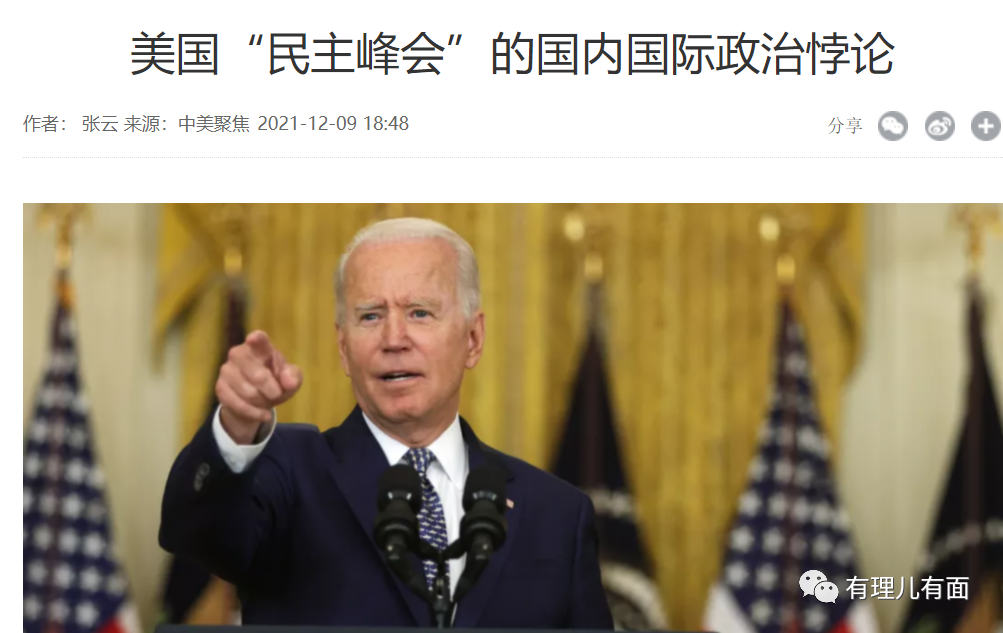 美国“民主峰会”的国内国际政治悖论
作者： 张云 来源：中美聚焦 2021-12-09 18:48
分享
有理儿有面